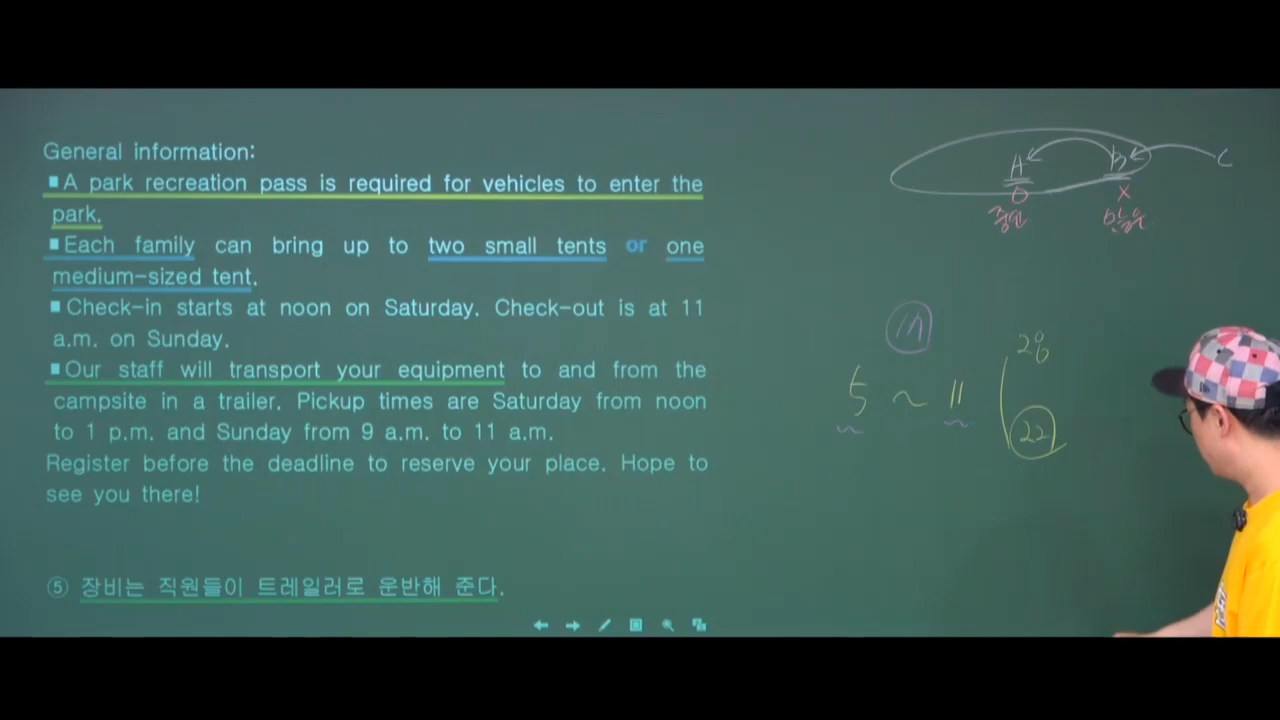 General information:
▪A park recreation pass is required for vehicles to enter the
park.
▪Each family can bring up to two small tents or one
medium-sized tent.
▪Check-in starts at noon on Saturday. Check-out is at 11
a.m. on Sunday.
▪Our staff will transport your equipment to and from the
campsite in a trailer. Pickup times are Saturday from noon
to 1 p.m. and Sunday from 9 a.m. to 11 a.m.
Register before the deadline to reserve your place. Hope to
see you there!
⑤ 장비는 직원들이 트레일러로 운반해 준다.
A B C
O X
5 ~ 11
26
22